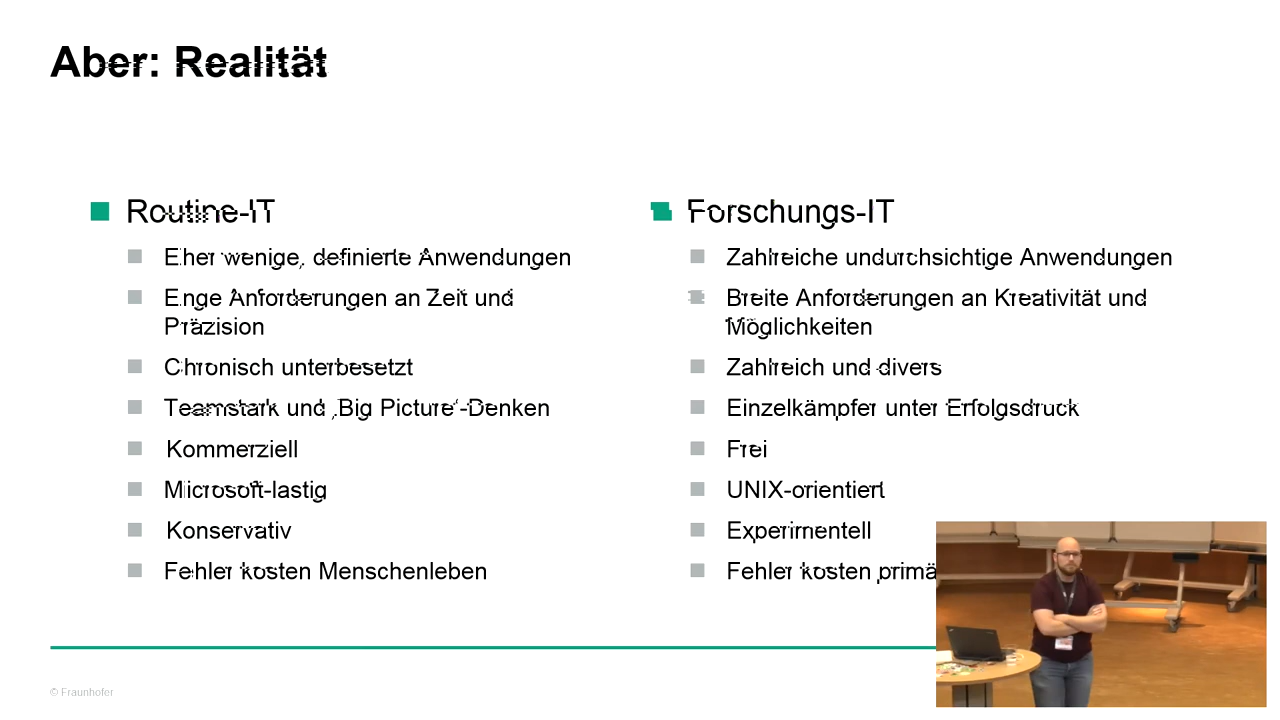 Aber: Realität
Routine-IT
Eher wenige, definierte Anwendungen
Enge Anforderungen an Zeit und
Präzision
Chronisch unterbesetzt
Teamstark und ‚Big Picture‘-Denken
Kommerziell
Microsoft-lastig
Konservativ
Fehler kosten Menschenleben
Forschungs-IT
Zahlreiche undurchsichtige Anwendungen
Breite Anforderungen an Kreativität und
Möglichkeiten
Zahlreich und divers
Einzelkämpfer unter Erfolgsdruck
Frei
UNIX-orientiert
Experimentell
Fehler kosten
© Fraunhofer